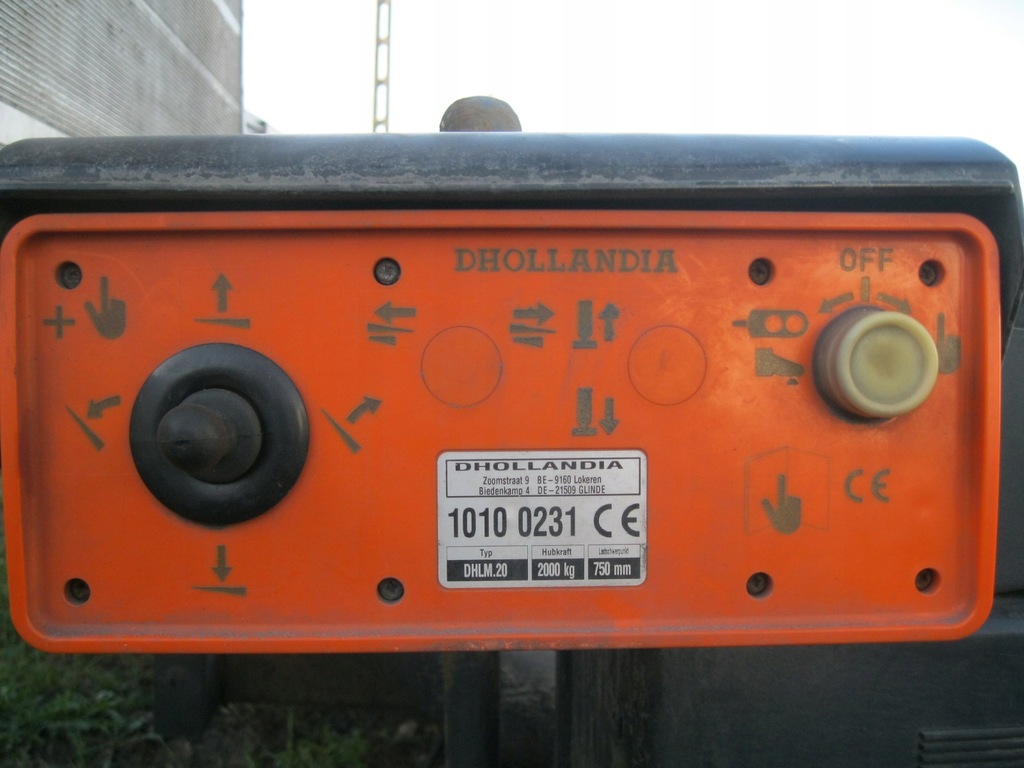 DHOLLANDIA
OFF
DHOLLANDIA
Zoomstraat 9 BE-9160 Lokeren
Biedenkamp 4 DE-21509 GLINDE
1010 0231 CE
Typ Hubkraft Lastschwerpunkt
DHLM.20 2000 kg 750 mm
CE